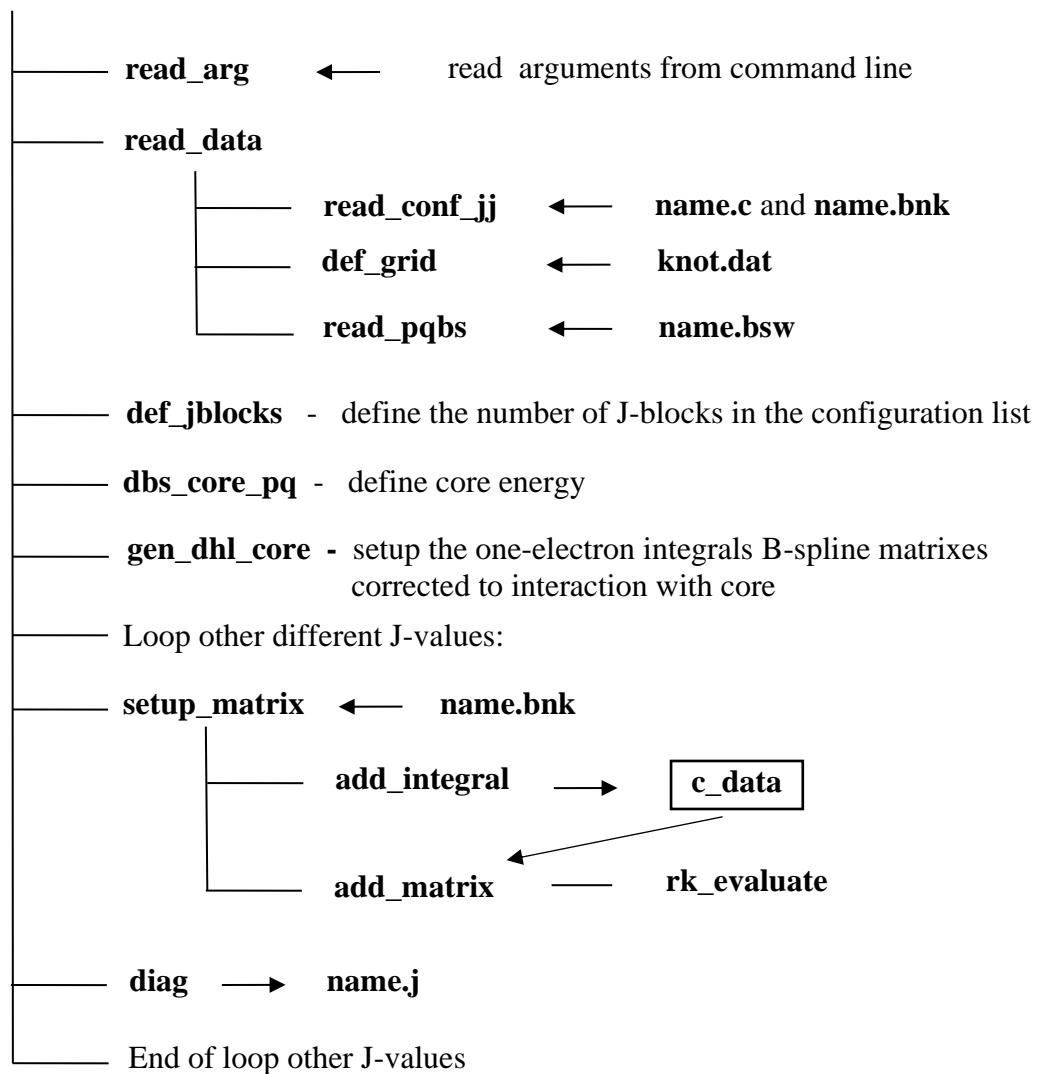 read_arg read arguments from command line
read_data
read_conf_jj name.c and name.bnk
def_grid knot.dat
read_pqbs name.bsw
def_jblocks - define the number of J-blocks in the configuration list
dbs_core_pq - define core energy
gen_dhl_core - setup the one-electron integrals B-spline matrixes
corrected to interaction with core
Loop other different J-values:
setup_matrix name.bnk
add_integral c_data
add_matrix rk_evaluate
diag name.j
End of loop other J-values